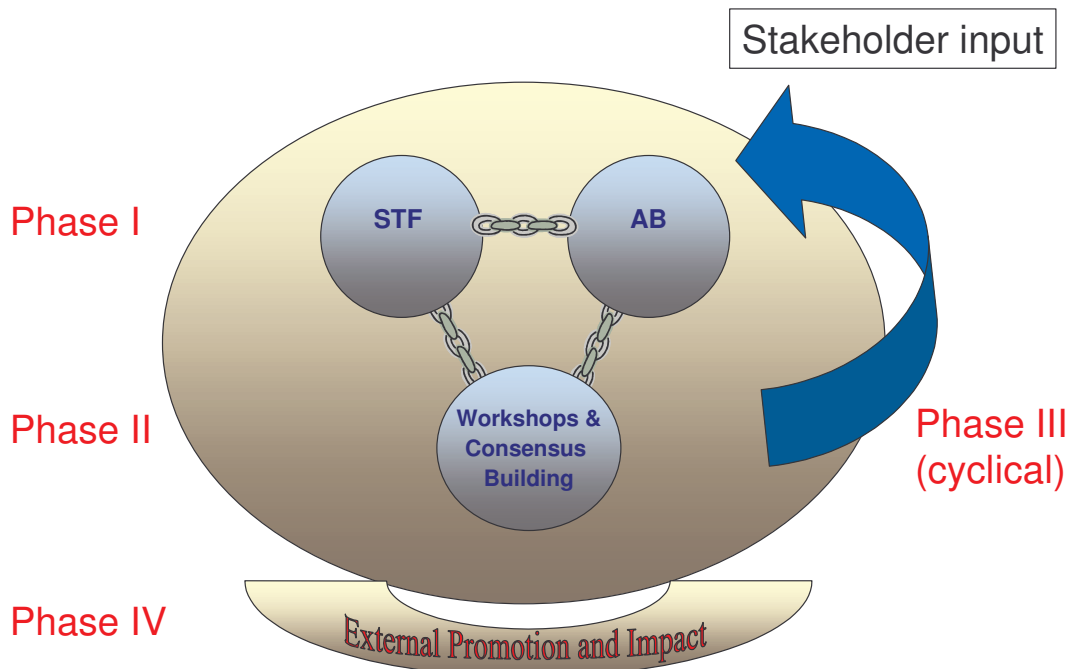 Stakeholder input
Phase I
STF
AB
Phase II
Workshops &
Consensus
Building
Phase III
(cyclical)
Phase IV
External Promotion and Impact